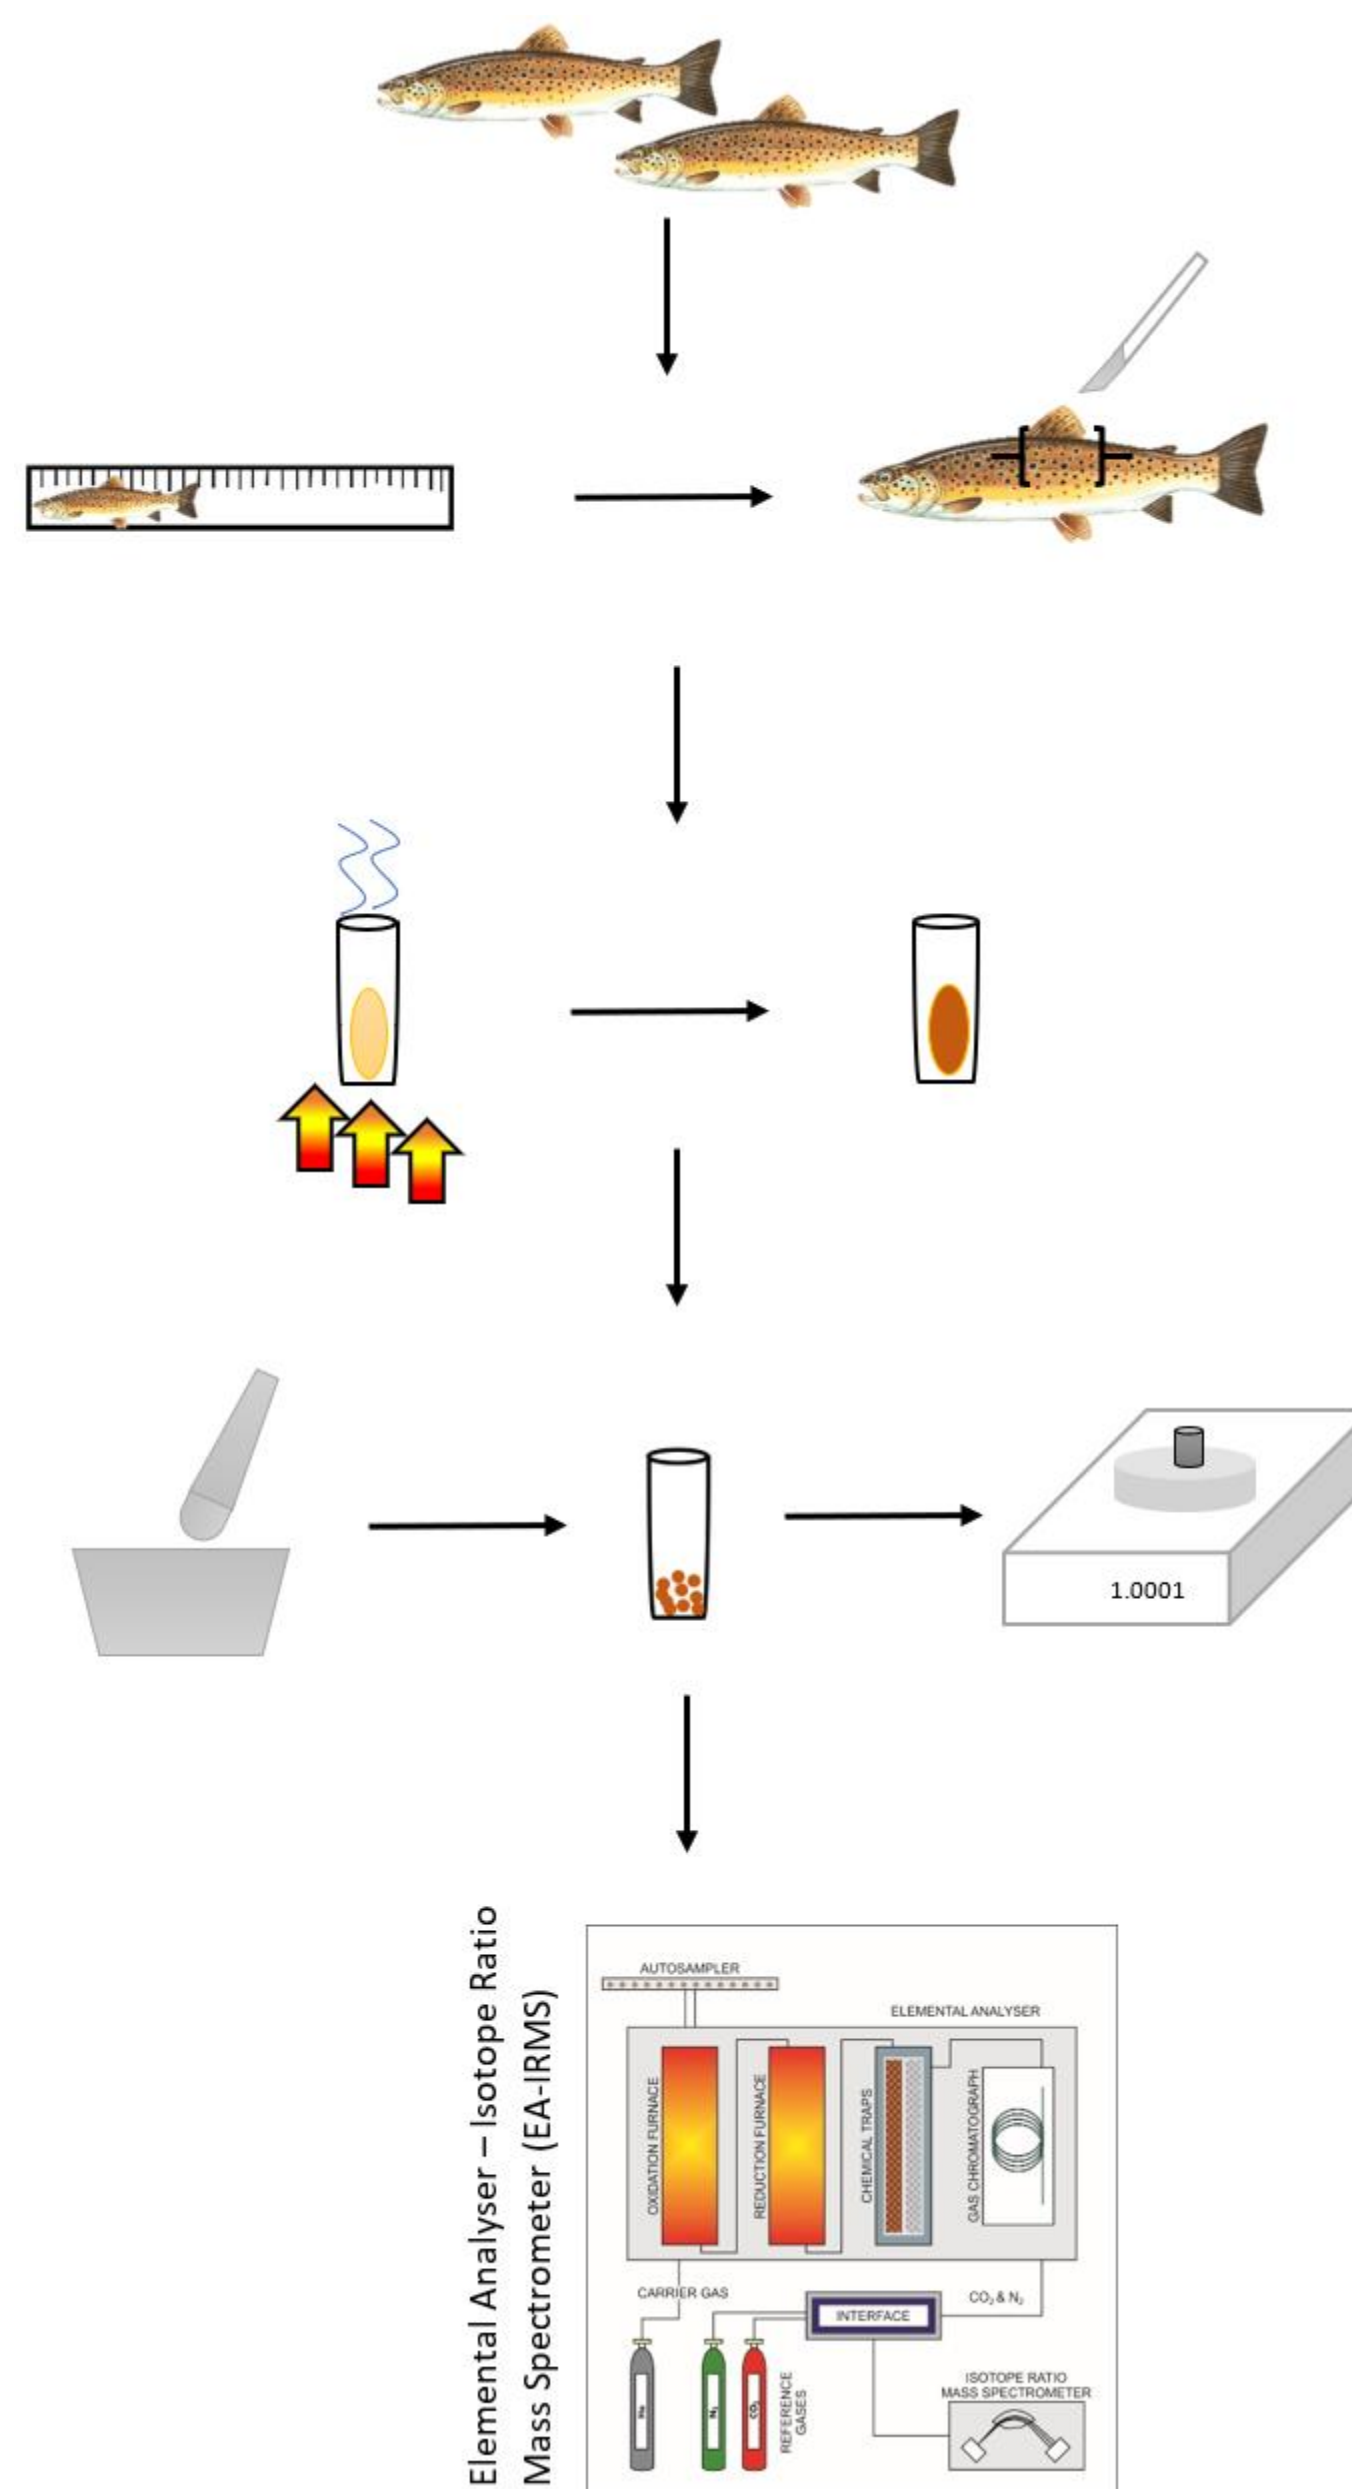 1.0001
Elemental Analyser – Isotope Ratio
Mass Spectrometer (EA-IRMS)
AUTOSAMPLER
ELEMENTAL ANALYSER
OXIDATION FURNACE
REDUCTION FURNACE
CHEMICAL TRAPS
GAS CHROMATOGRAPH
CARRIER GAS
CO₂ & N₂
INTERFACE
He
N₂
CO₂
REFERENCE
GASES
ISOTOPE RATIO
MASS SPECTROMETER